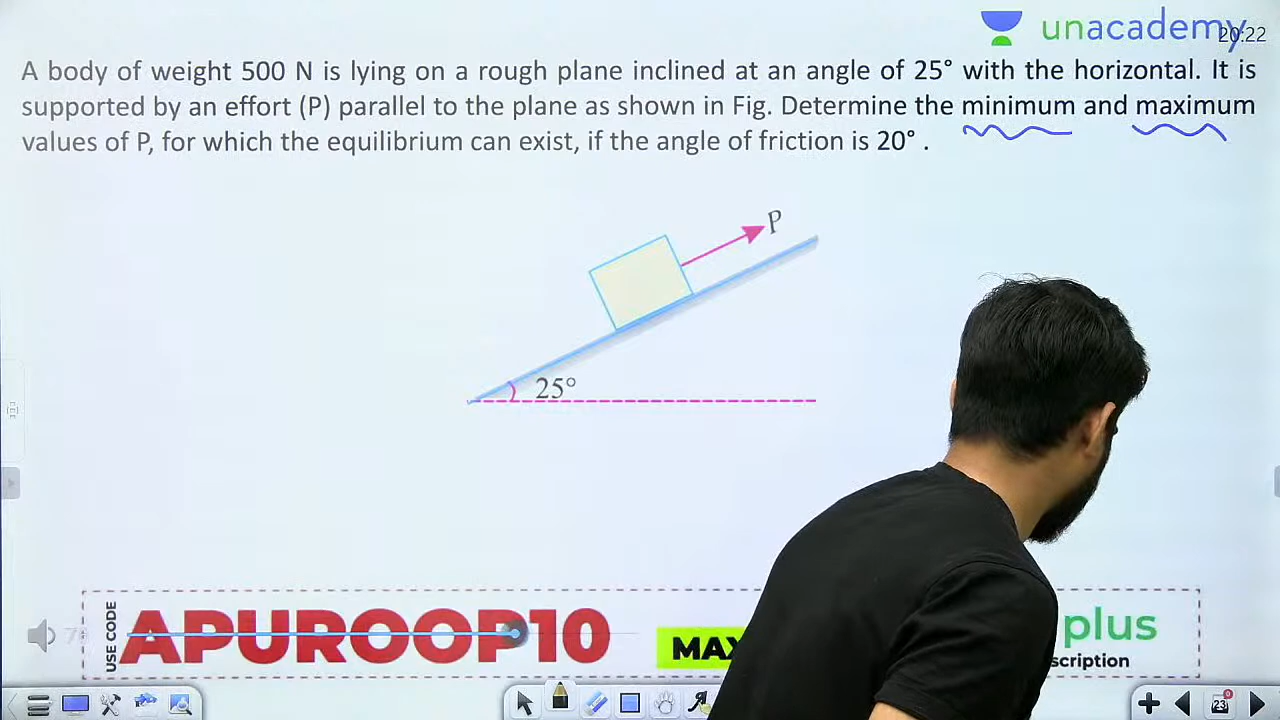 unacademy
20:22
A body of weight 500 N is lying on a rough plane inclined at an angle of 25° with the horizontal. It is
supported by an effort (P) parallel to the plane as shown in Fig. Determine the minimum and maximum
values of P, for which the equilibrium can exist, if the angle of friction is 20° .
P
25°
USE CODE
APUROOP10
MAX
plus
scription
23